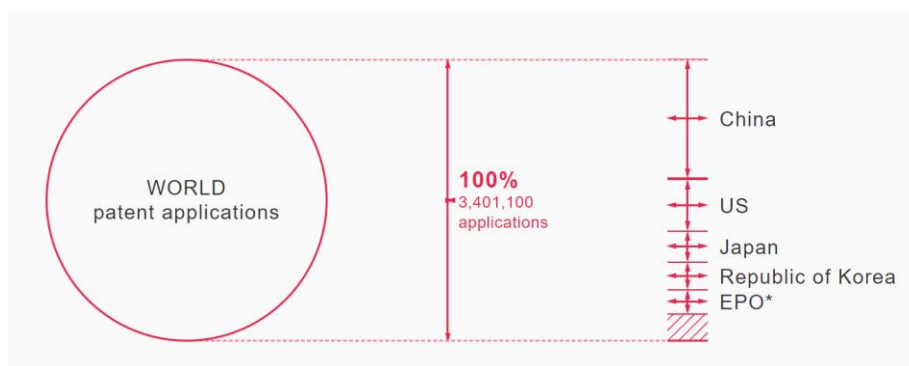 WORLD
patent applications
100%
3,401,100
applications
China
US
Japan
Republic of Korea
EPO*